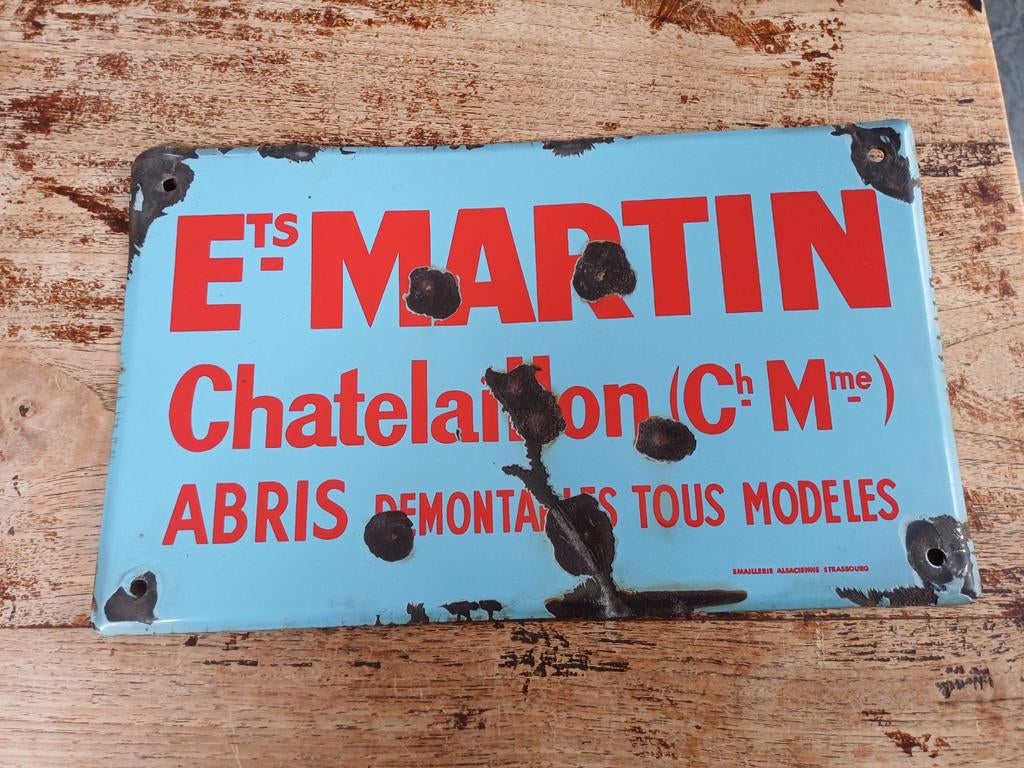 Ets MARTIN
Chatelaillon (Ch Mme)
ABRIS DEMONTABLES TOUS MODELES
EMAILLERIE ALSACIENNE STRASBOURG